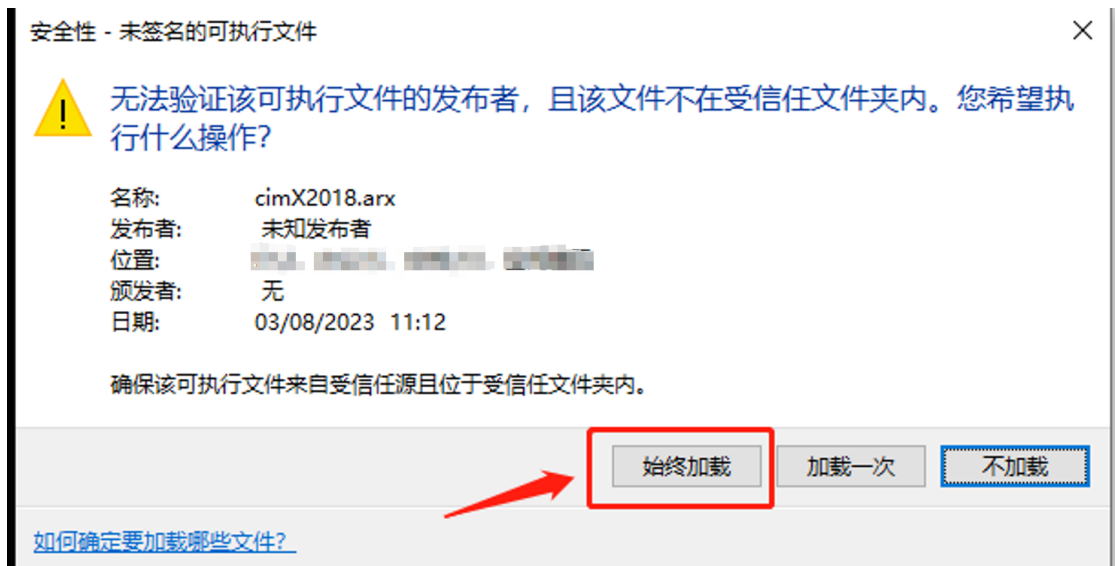 安全性 - 未签名的可执行文件
无法验证该可执行文件的发布者，且该文件不在受信任文件夹内。您希望执
行什么操作?
名称: cimX2018.arx
发布者: 未知发布者
位置:
颁发者: 无
日期: 03/08/2023 11:12
确保该可执行文件来自受信任源且位于受信任文件夹内。
始终加载 加载一次 不加载
如何确定要加载哪些文件?